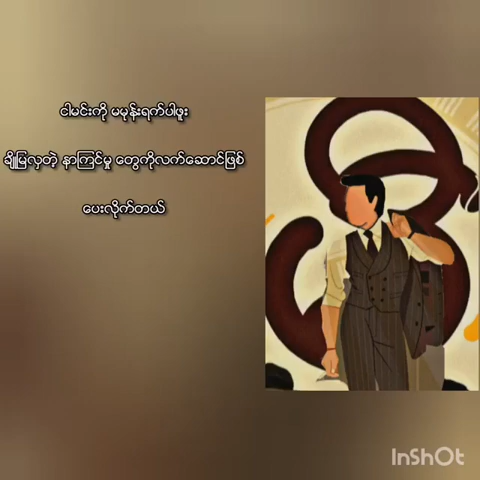 ငါမင်းကို မမုန်းရက်ပါဖူး
ချိုမြလှတဲ့ နာကြင်မှု တွေကိုလက်ဆောင်ဖြစ်
ပေးလိုက်တယ်
InShOt